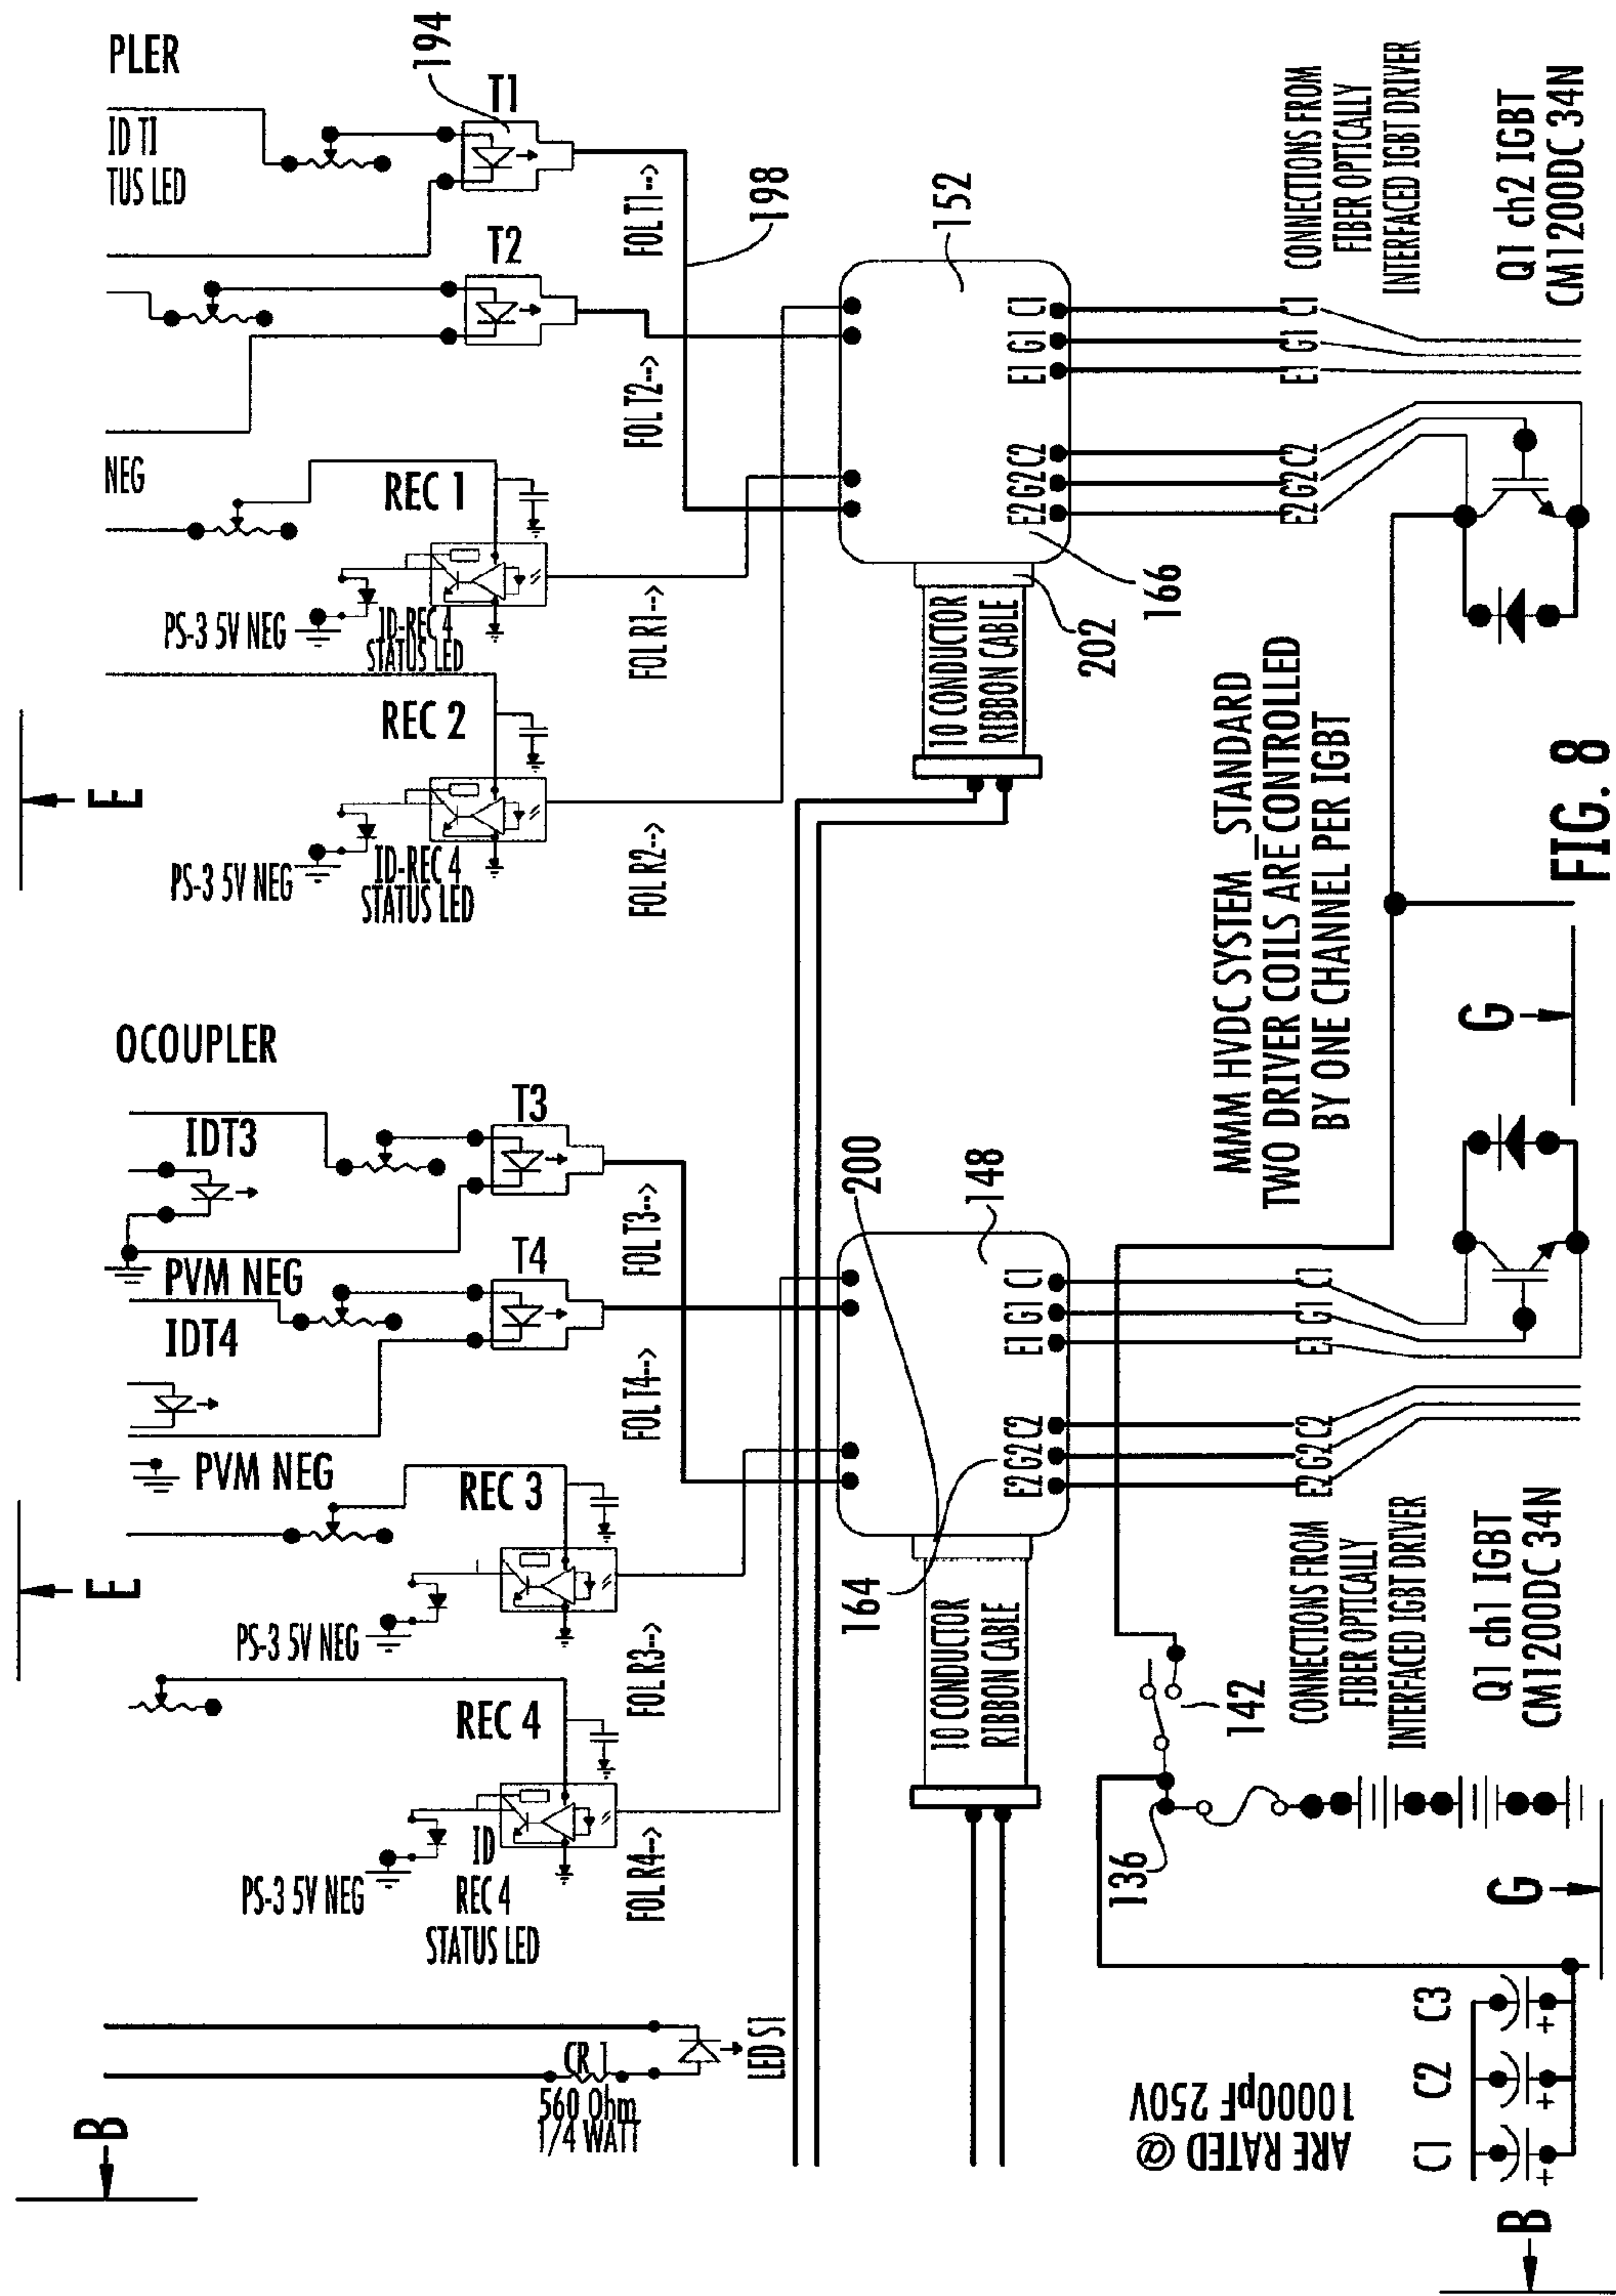 B
E
E
OCOUPLER
PLER
IDT3
PVM NEG
IDT4
PVM NEG
ID TI
TUS LED
NEG
CR 1
560 Ohm
1/4 WATT
LED S1
PS-3 5V NEG
ID
REC 4
STATUS LED
REC 4
PS-3 5V NEG
REC 3
T4
T3
PS-3 5V NEG
ID-REC 4
STATUS LED
REC 2
PS-3 5V NEG
ID-REC 4
STATUS LED
REC 1
T2
T1
194
FOL R4-->
FOL R3-->
FOL T4-->
FOL T3-->
FOL R2-->
FOL R1-->
FOL T2-->
FOL T1-->
198
10 CONDUCTOR
RIBBON CABLE
164
200
148
E2 G2 C2
E1 G1 C1
10 CONDUCTOR
RIBBON CABLE
202
166
152
E2 G2 C2
E1 G1 C1
ARE RATED @
10000pF 250V
C1
C2
C3
136
142
CONNECTIONS FROM
FIBER OPTICALLY
INTERFACED IGBT DRIVER
Q1 ch1 IGBT
CM1200DC 34N
E2 G2 C2
E1 G1 C1
MMM HVDC SYSTEM_STANDARD
TWO DRIVER COILS ARE CONTROLLED
BY ONE CHANNEL PER IGBT
E2 G2 C2
E1 G1 C1
CONNECTIONS FROM
FIBER OPTICALLY
INTERFACED IGBT DRIVER
Q1 ch2 IGBT
CM1200DC 34N
B
G
G
FIG. 8